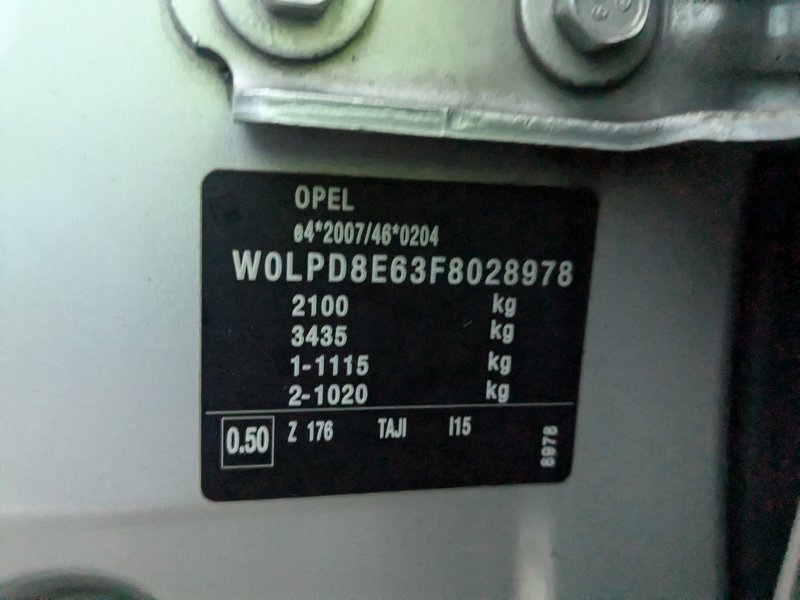 OPEL
e4*2007/46*0204
W0LPD8E63F8028978
2100 kg
3435 kg
1-1115 kg
2-1020 kg
0.50 Z 176 TAJI I15
8978